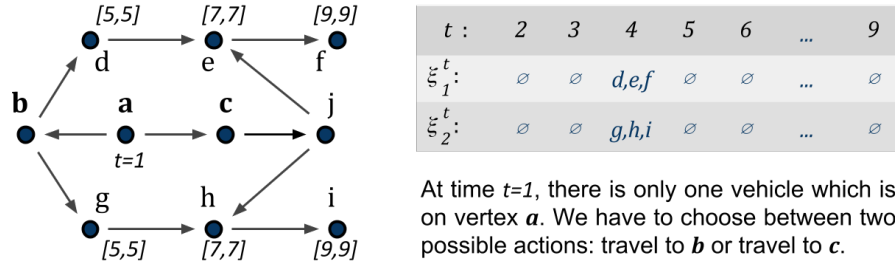 [5,5] [7,7] [9,9]
d e f
b a c j
t=1
g h i
[5,5] [7,7] [9,9]
t : 2 3 4 5 6 ... 9
ξ₁ᵗ: ∅ ∅ d,e,f ∅ ∅ ... ∅
ξ₂ᵗ: ∅ ∅ g,h,i ∅ ∅ ... ∅
At time t=1, there is only one vehicle which is
on vertex a. We have to choose between two
possible actions: travel to b or travel to c.